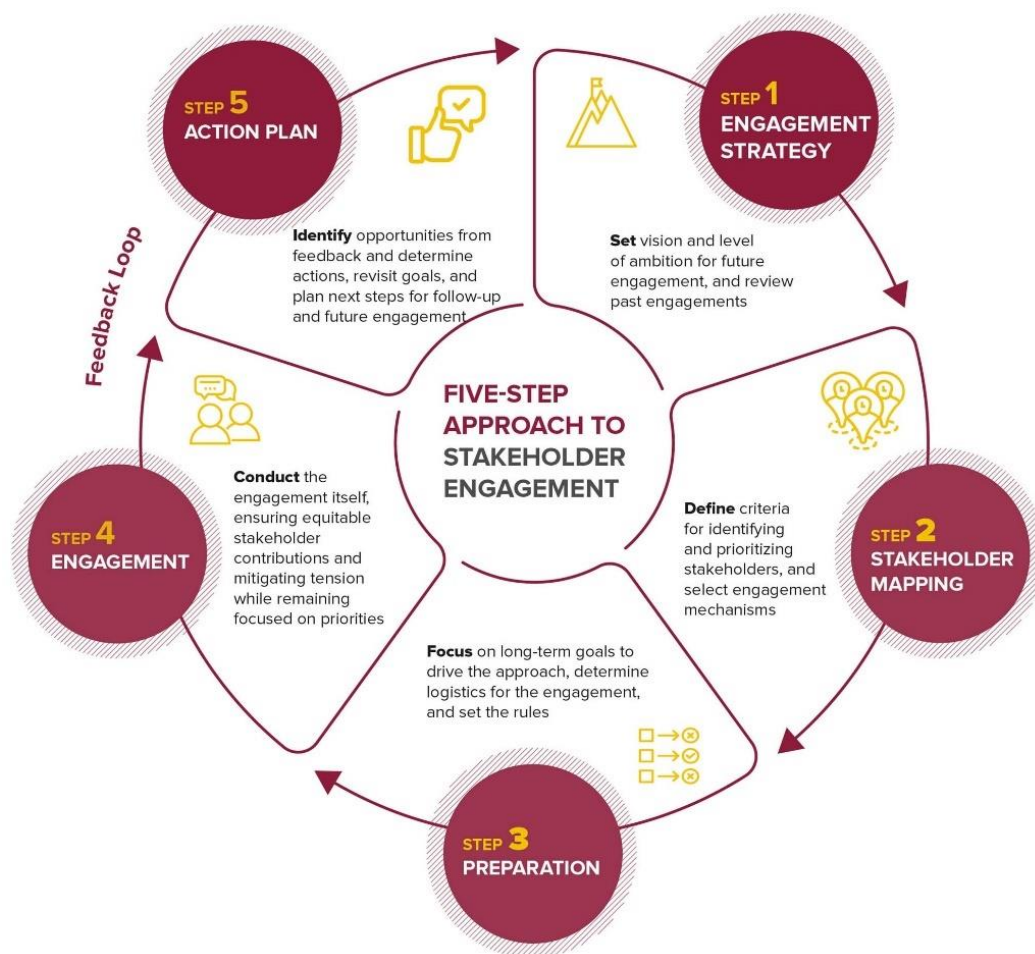 FIVE-STEP
APPROACH TO
STAKEHOLDER
ENGAGEMENT
STEP 1
ENGAGEMENT
STRATEGY
Set vision and level
of ambition for future
engagement, and review
past engagements
STEP 2
STAKEHOLDER
MAPPING
Define criteria
for identifying
and prioritizing
stakeholders, and
select engagement
mechanisms
STEP 3
PREPARATION
Focus on long-term goals to
drive the approach, determine
logistics for the engagement,
and set the rules
STEP 4
ENGAGEMENT
Conduct the
engagement itself,
ensuring equitable
stakeholder
contributions and
mitigating tension
while remaining
focused on priorities
Feedback Loop
STEP 5
ACTION PLAN
Identify opportunities from
feedback and determine
actions, revisit goals, and
plan next steps for follow-up
and future engagement